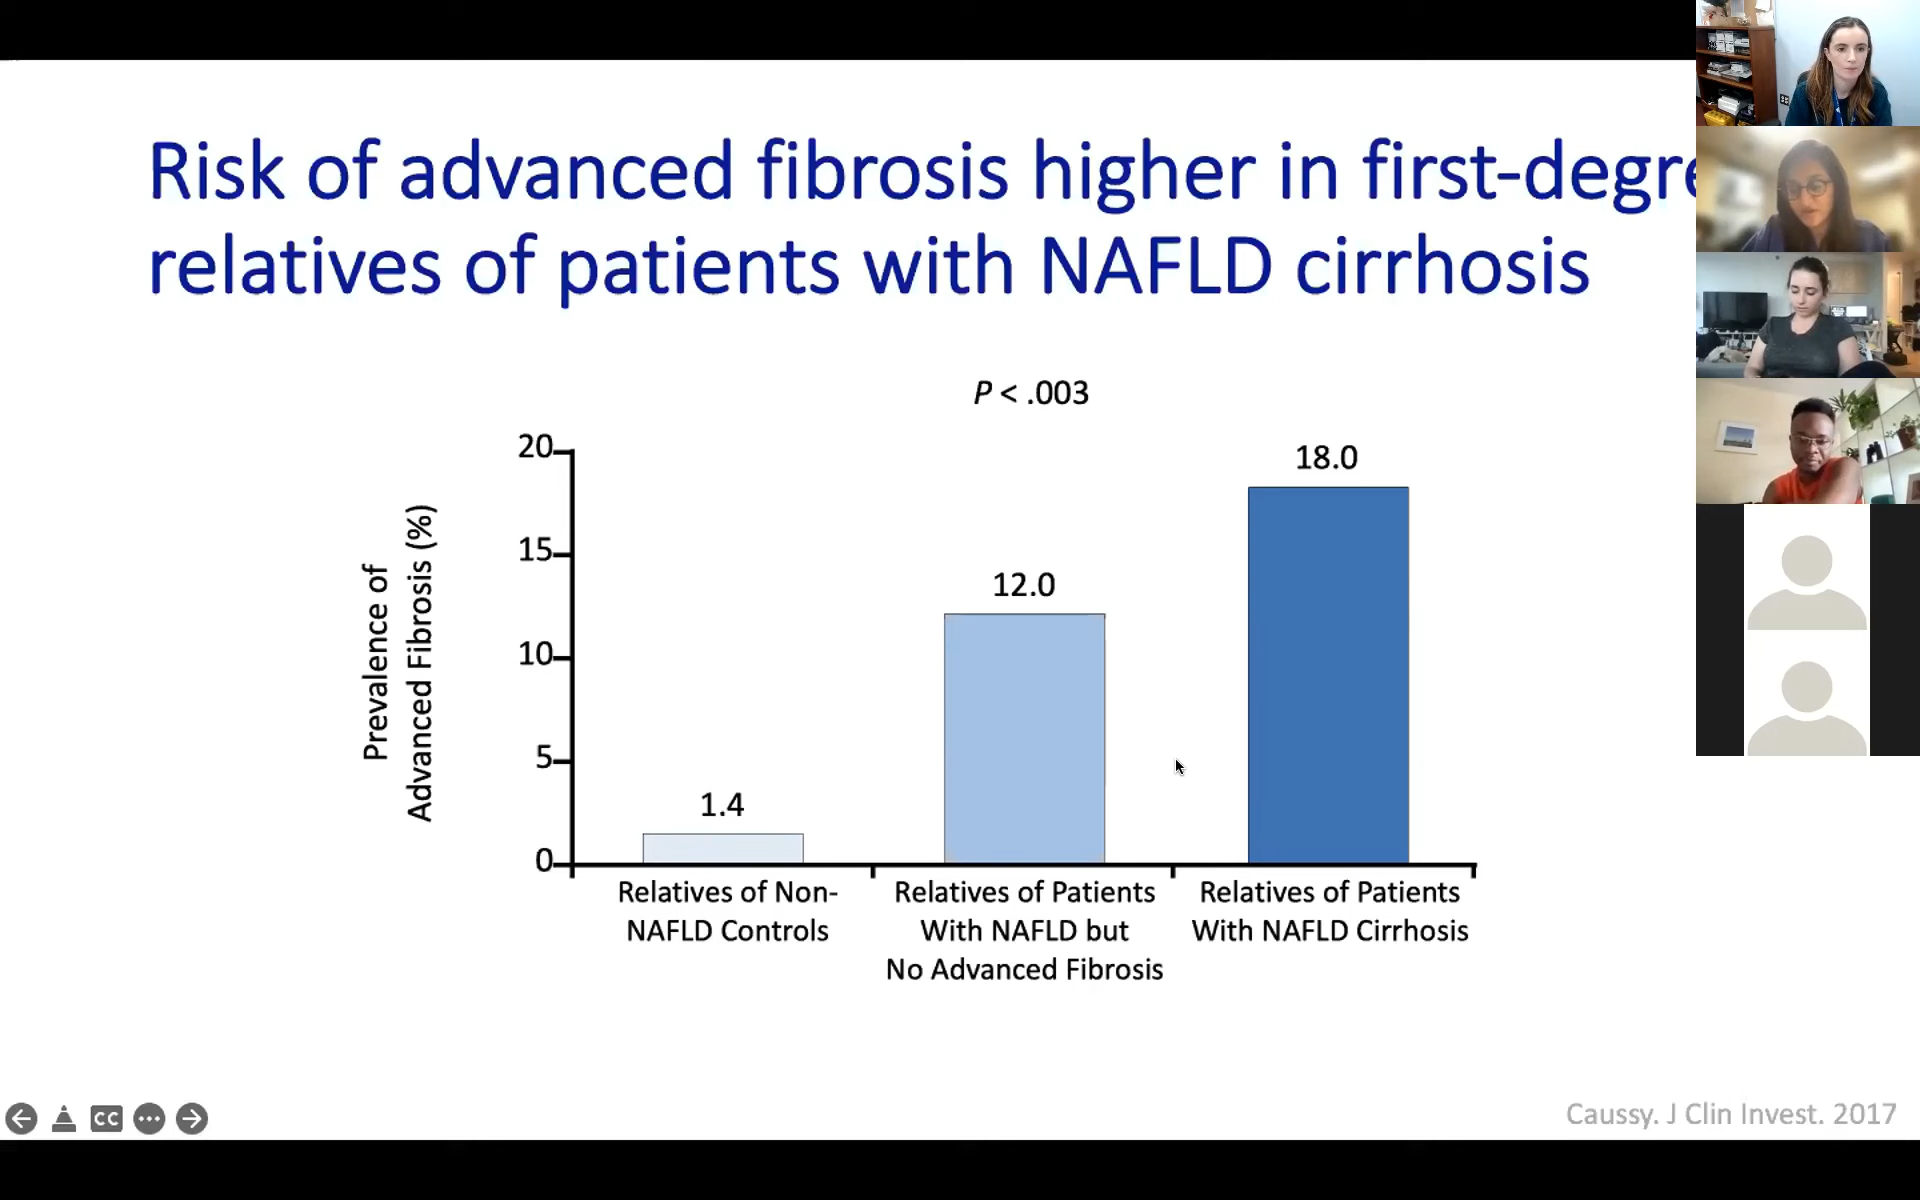 Risk of advanced fibrosis higher in first-degre
relatives of patients with NAFLD cirrhosis
P < .003
20
15
10
5
0
Prevalence of
Advanced Fibrosis (%)
1.4
12.0
18.0
Relatives of Non-
NAFLD Controls
Relatives of Patients
With NAFLD but
No Advanced Fibrosis
Relatives of Patients
With NAFLD Cirrhosis
CC
Caussy. J Clin Invest. 2017